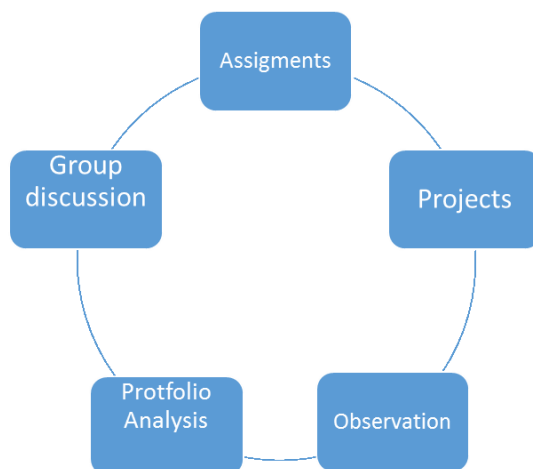 Assigments
Group
discussion
Projects
Protfolio
Analysis
Observation